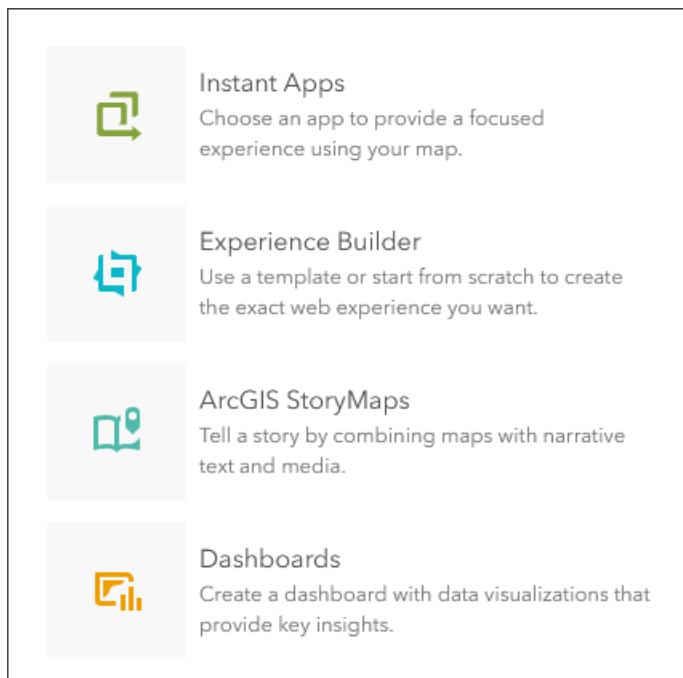 Instant Apps
Choose an app to provide a focused
experience using your map.
Experience Builder
Use a template or start from scratch to create
the exact web experience you want.
ArcGIS StoryMaps
Tell a story by combining maps with narrative
text and media.
Dashboards
Create a dashboard with data visualizations that
provide key insights.